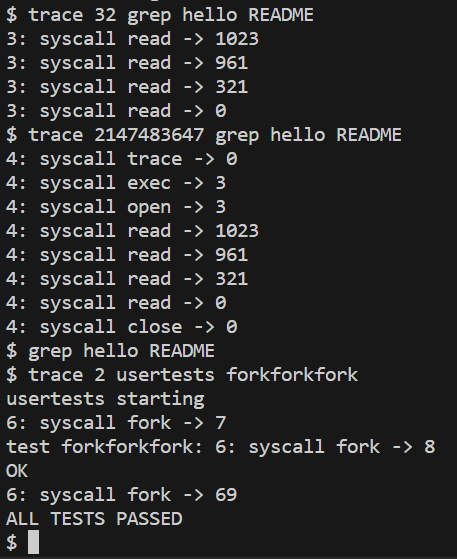 $ trace 32 grep hello README
3: syscall read -> 1023
3: syscall read -> 961
3: syscall read -> 321
3: syscall read -> 0
$ trace 2147483647 grep hello README
4: syscall trace -> 0
4: syscall exec -> 3
4: syscall open -> 3
4: syscall read -> 1023
4: syscall read -> 961
4: syscall read -> 321
4: syscall read -> 0
4: syscall close -> 0
$ grep hello README
$ trace 2 usertests forkforkfork
usertests starting
6: syscall fork -> 7
test forkforkfork: 6: syscall fork -> 8
OK
6: syscall fork -> 69
ALL TESTS PASSED
$